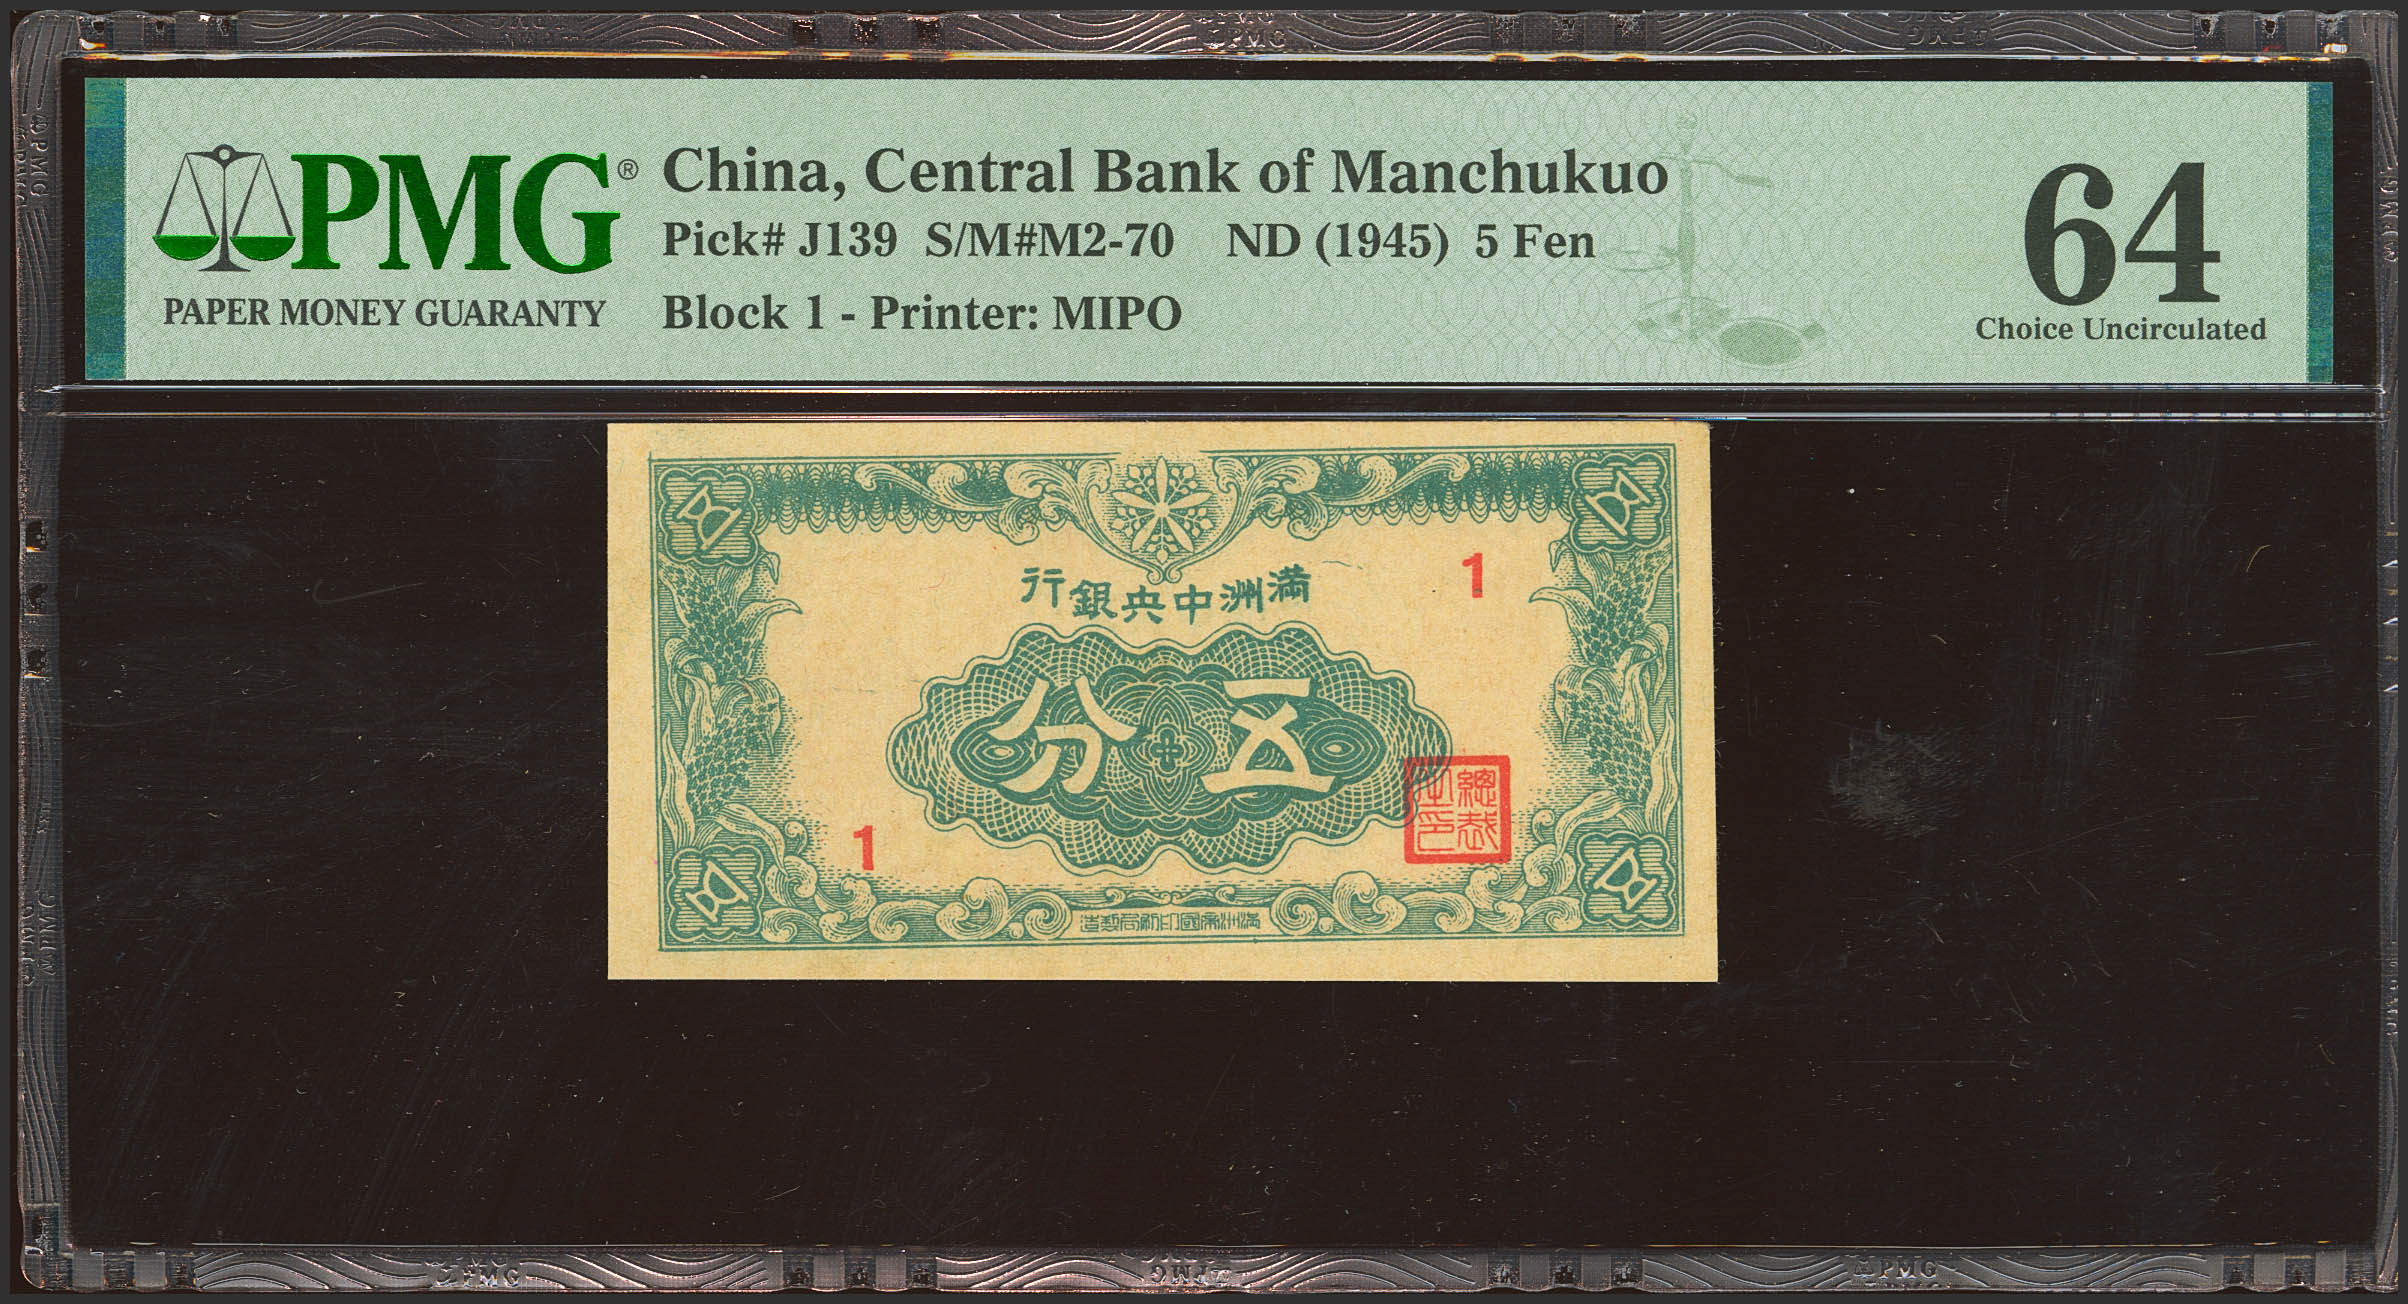 PMG®
PAPER MONEY GUARANTY
China, Central Bank of Manchukuo
Pick# J139 S/M#M2-70 ND (1945) 5 Fen
Block 1 - Printer: MIPO
64
Choice Uncirculated
行銀央中洲滿
1
分五
1
總裁之印
造製局刷印國帝洲滿